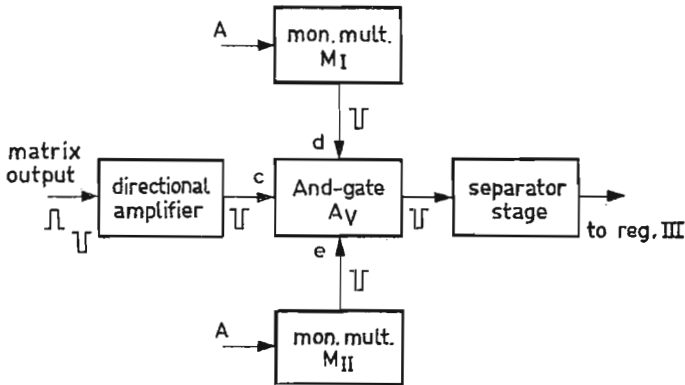 A
mon. mult.
MI
d
matrix
output
directional
amplifier
c
And-gate
AV
e
separator
stage
to reg. III
A
mon. mult.
MII